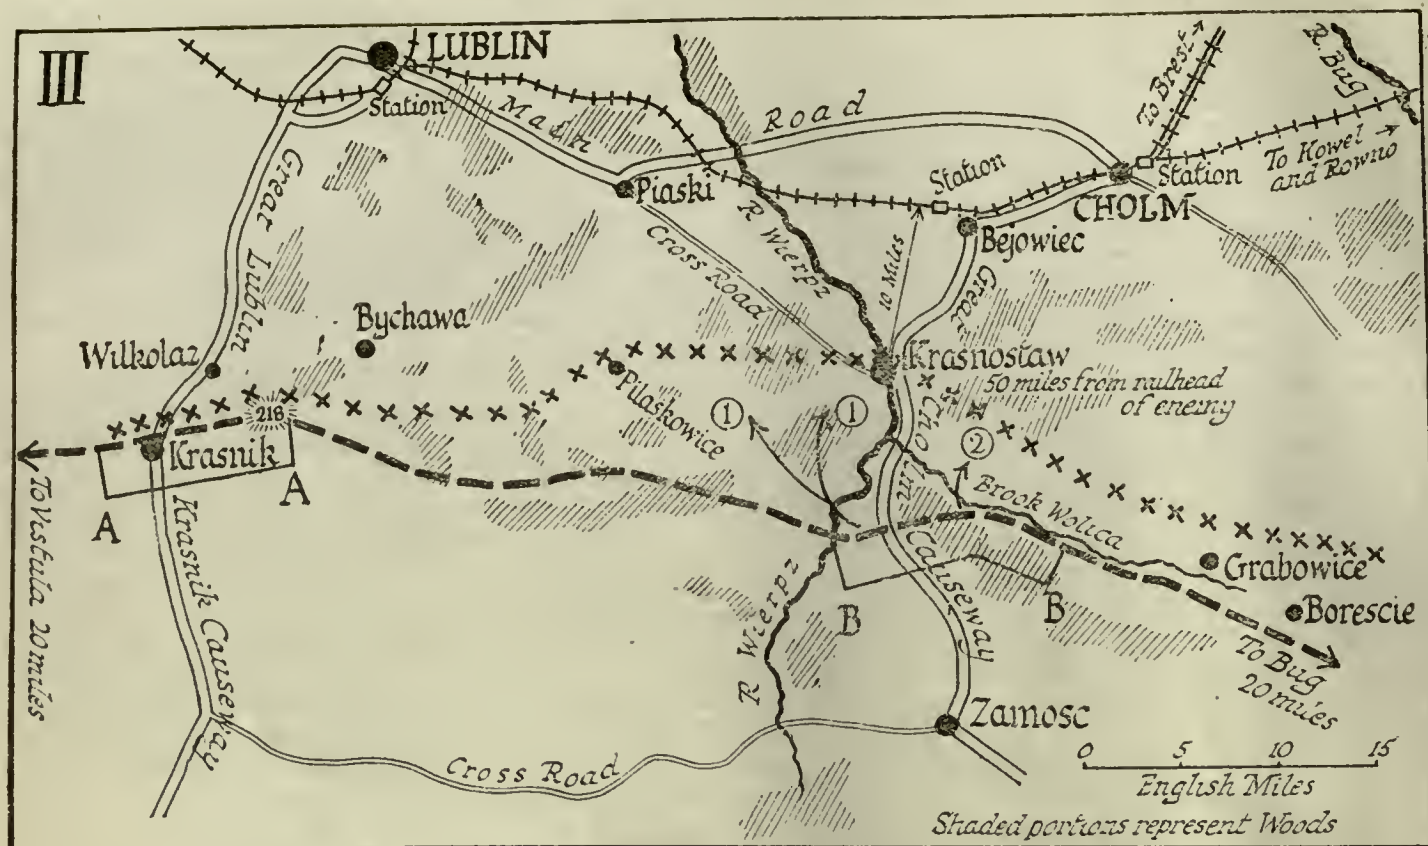 III
LUBLIN
Station
Main
Road
To Brest
R. Bug
To Kowel
and Rowno
Station
Station
CHOLM
Piaski
R Wierpz
Bejowiec
Great Lublin
Cross Road
10 Miles
Great
Bychawa
Wilkolaz
Krasnostaw
50 miles from railhead
of enemy
Pilaskowice
1
1
218
Cholm
2
Krasnik
A
A
Brook Wolica
To Vistula 20 miles
Krasnik Causeway
Causeway
Grabowice
B
B
Borescie
R Wierpz
To Bug
20 miles
Zamosc
Cross Road
0 5 10 15
English Miles
Shaded portions represent Woods